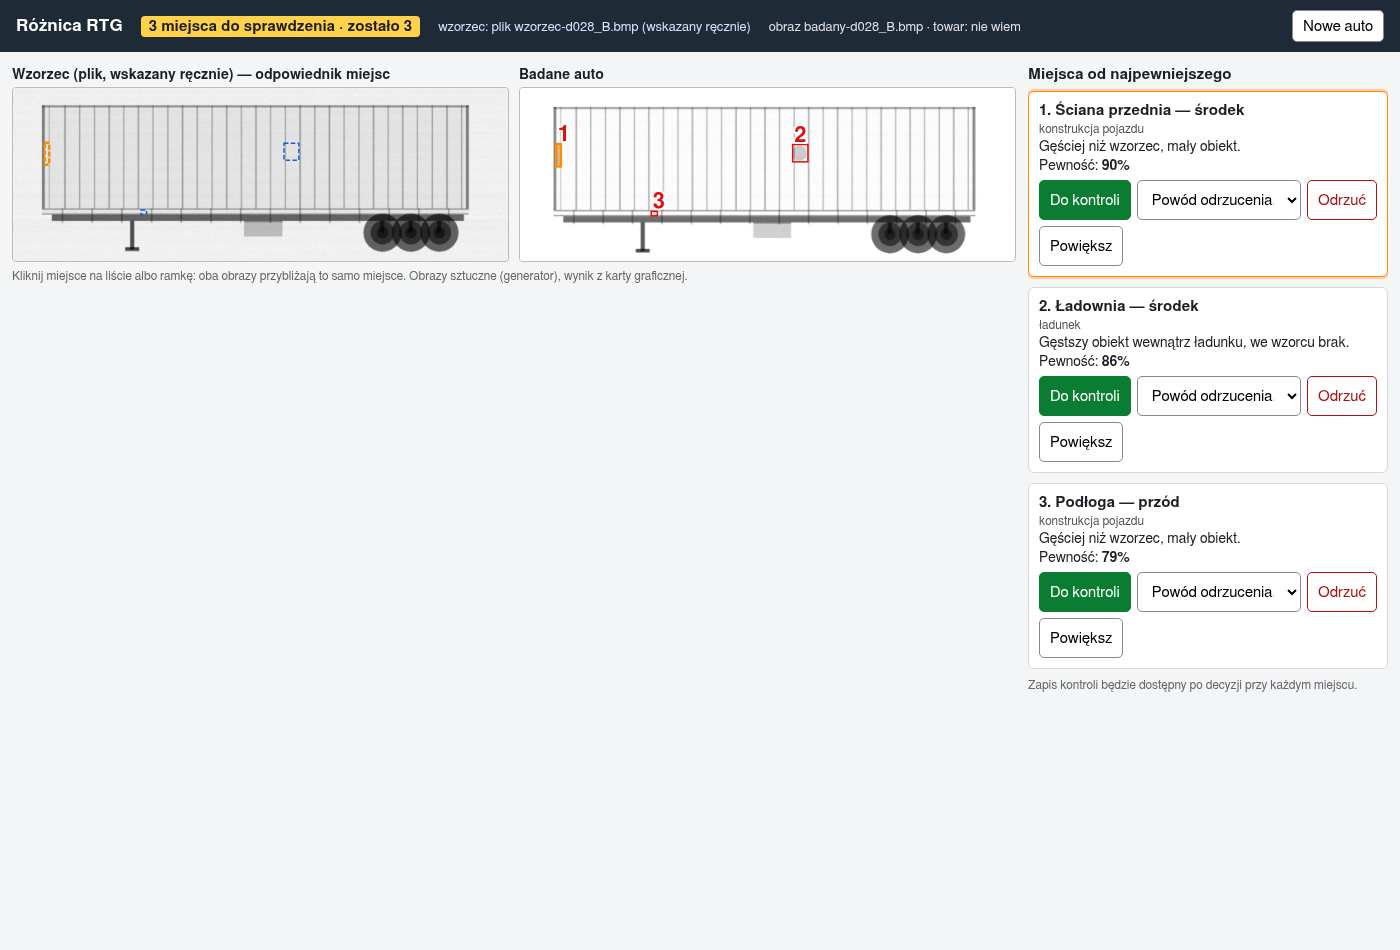 Różnica RTG
3 miejsca do sprawdzenia · zostało 3
wzorzec: plik wzorzec-d028_B.bmp (wskazany ręcznie)
obraz badany-d028_B.bmp · towar: nie wiem
Nowe auto
Wzorzec (plik, wskazany ręcznie) — odpowiednik miejsc
Badane auto
1
2
3
Kliknij miejsce na liście albo ramkę: oba obrazy przybliżają to samo miejsce. Obrazy sztuczne (generator), wynik z karty graficznej.
Miejsca od najpewniejszego
1. Ściana przednia — środek
konstrukcja pojazdu
Gęściej niż wzorzec, mały obiekt.
Pewność: 90%
Do kontroli
Powód odrzucenia
Odrzuć
Powiększ
2. Ładownia — środek
ładunek
Gęstszy obiekt wewnątrz ładunku, we wzorcu brak.
Pewność: 86%
Do kontroli
Powód odrzucenia
Odrzuć
Powiększ
3. Podłoga — przód
konstrukcja pojazdu
Gęściej niż wzorzec, mały obiekt.
Pewność: 79%
Do kontroli
Powód odrzucenia
Odrzuć
Powiększ
Zapis kontroli będzie dostępny po decyzji przy każdym miejscu.